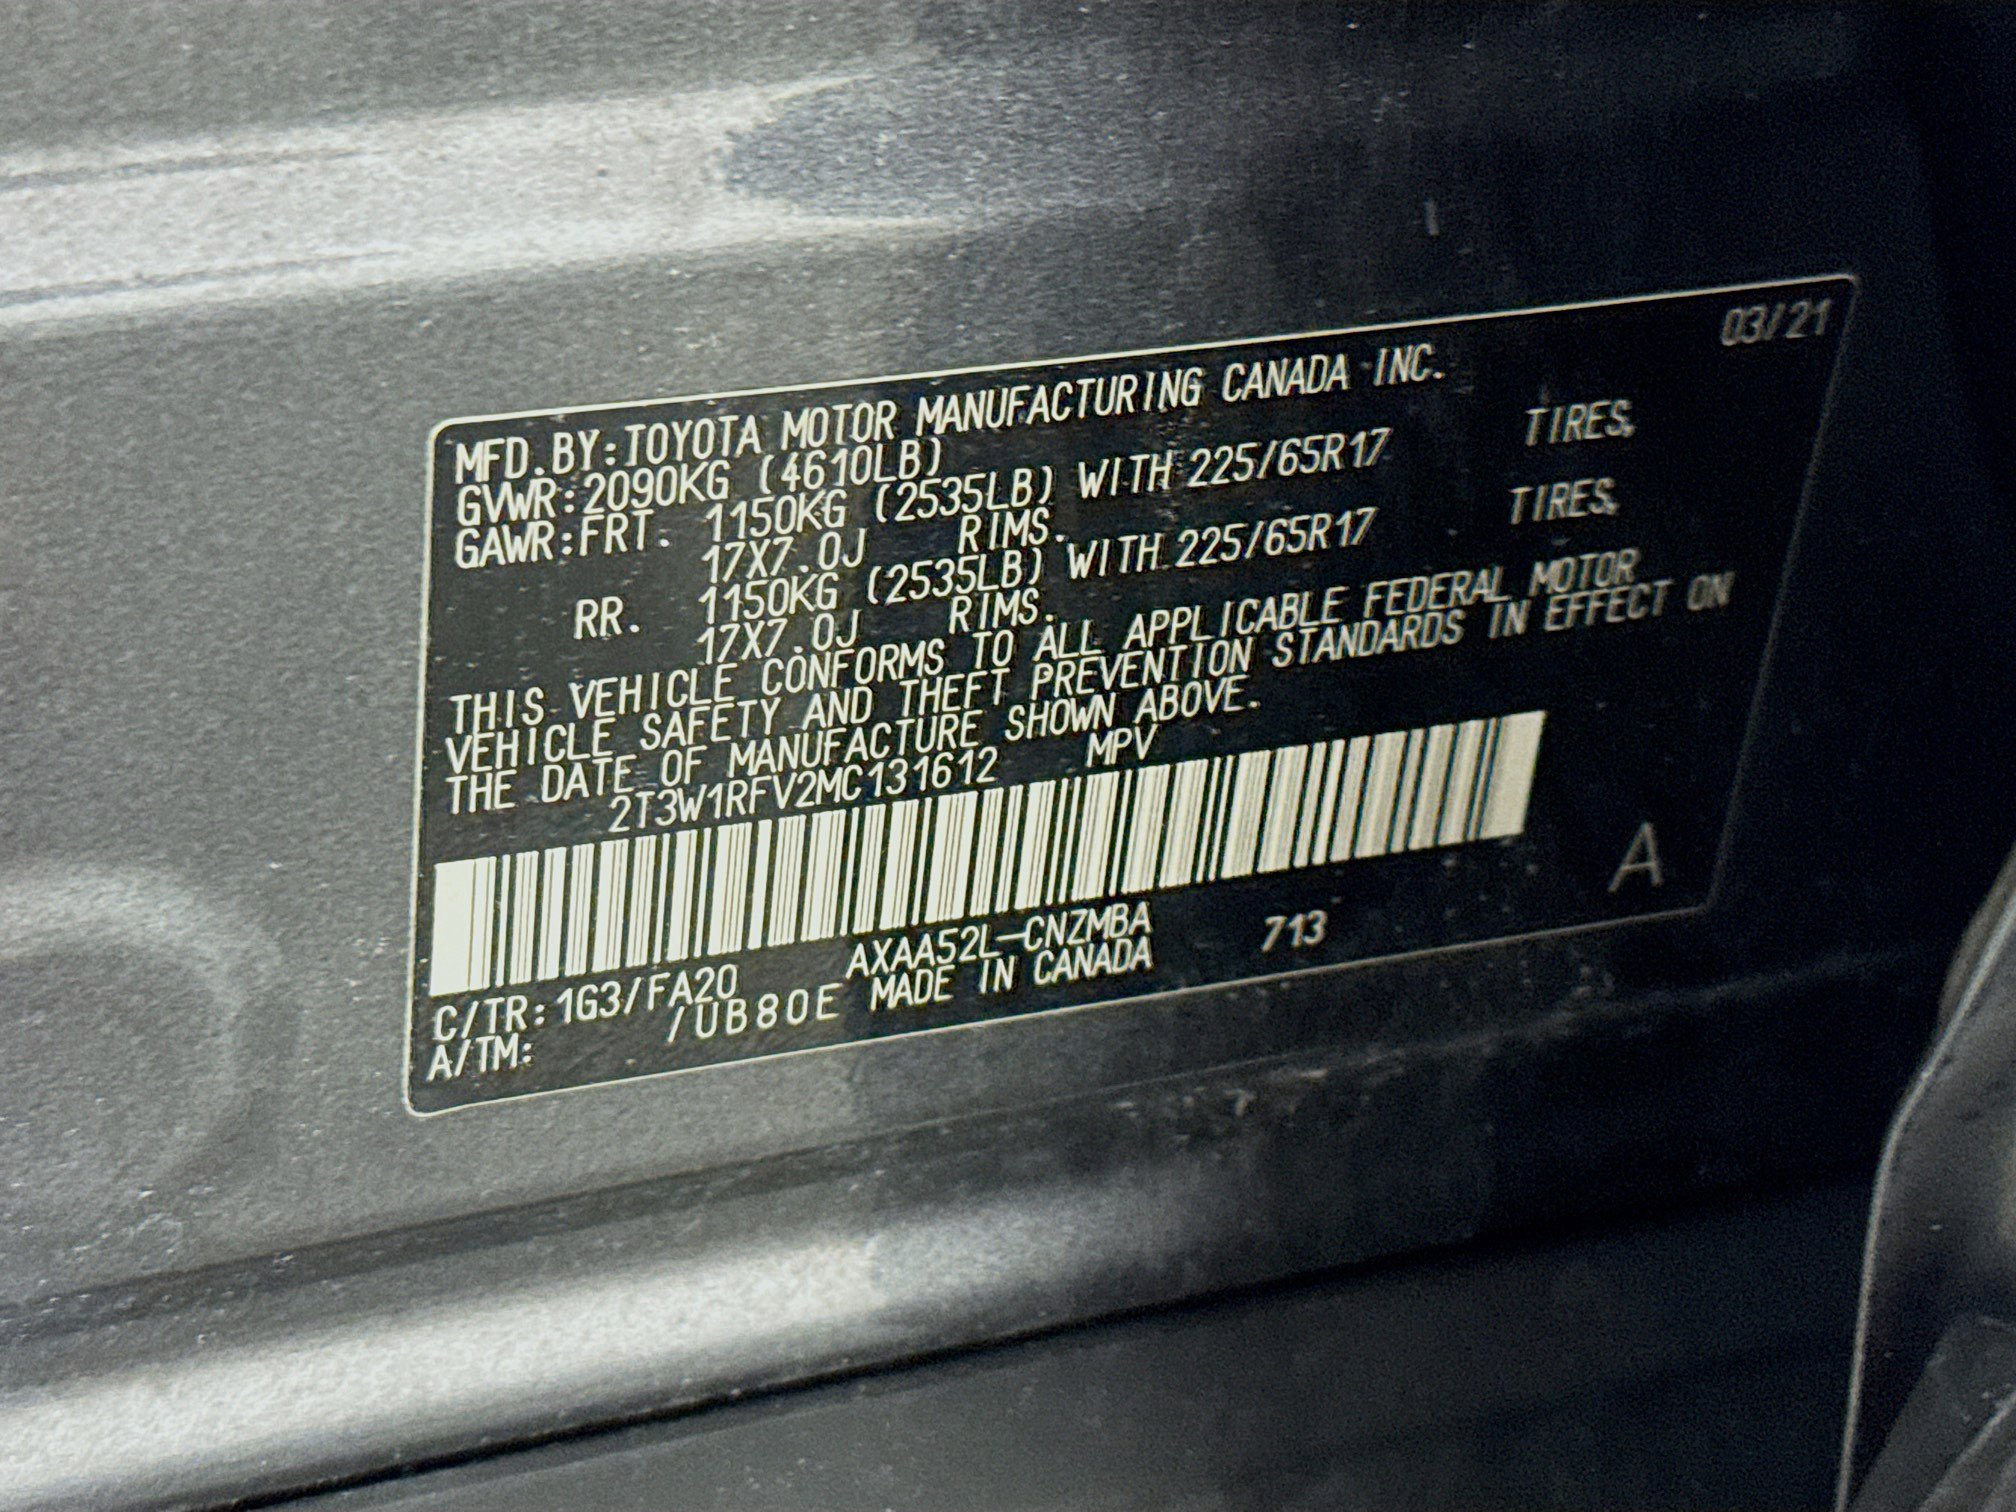 03/21
MFD.BY:TOYOTA MOTOR MANUFACTURING CANADA INC.
GVWR:2090KG (4610LB)
GAWR:FRT. 1150KG (2535LB) WITH 225/65R17 TIRES,
17X7.0J RIMS.
RR. 1150KG (2535LB) WITH 225/65R17 TIRES,
17X7.0J RIMS.
THIS VEHICLE CONFORMS TO ALL APPLICABLE FEDERAL MOTOR
VEHICLE SAFETY AND THEFT PREVENTION STANDARDS IN EFFECT ON
THE DATE OF MANUFACTURE SHOWN ABOVE.
2T3W1RFV2MC131612 MPV
A
C/TR:1G3/FA20 AXAA52L-CNZMBA 713
A/TM: /UB80E MADE IN CANADA